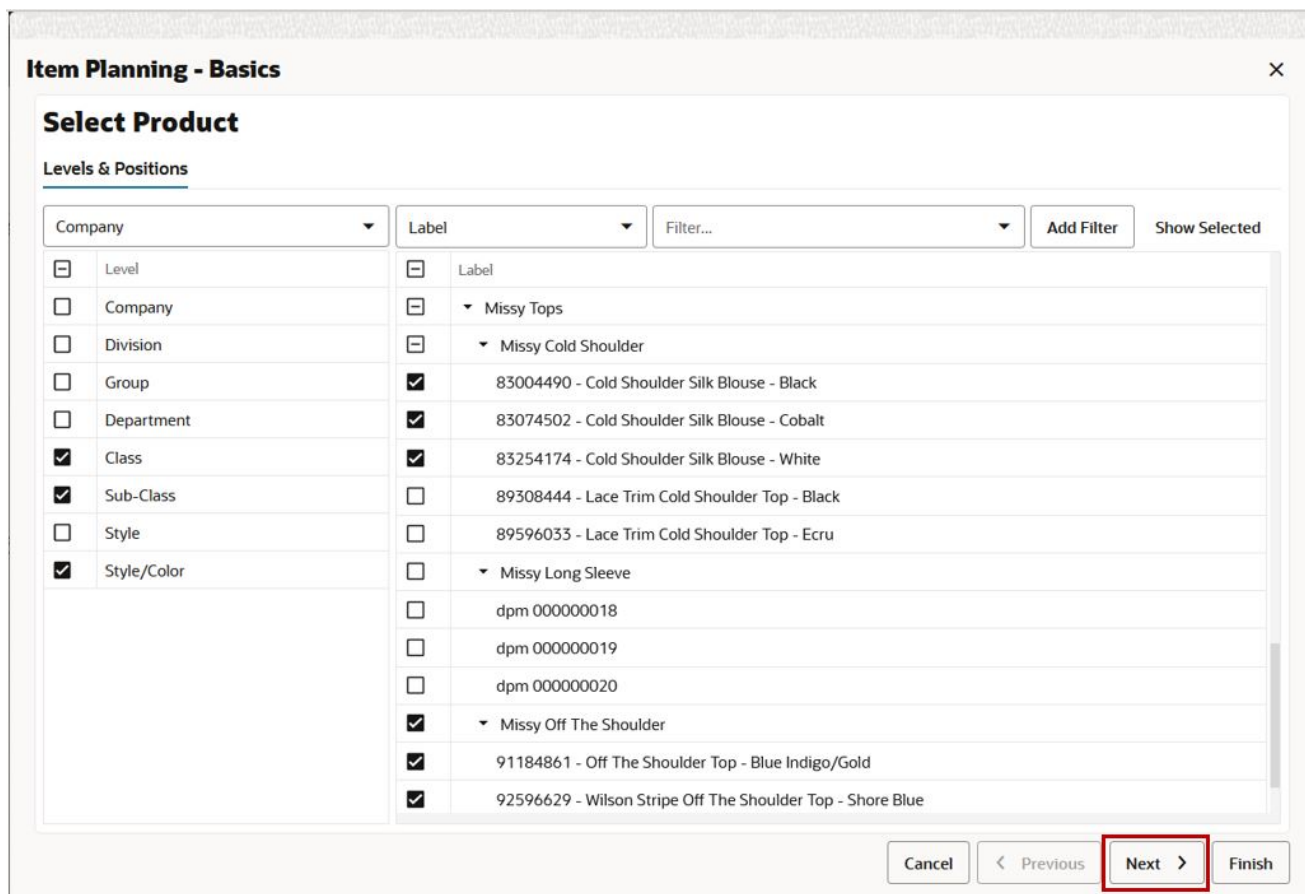 Item Planning - Basics
Select Product
Levels & Positions
Company
Label
Filter...
Add Filter
Show Selected
Level
Company
Division
Group
Department
Class
Sub-Class
Style
Style/Color
Label
Missy Tops
Missy Cold Shoulder
83004490 - Cold Shoulder Silk Blouse - Black
83074502 - Cold Shoulder Silk Blouse - Cobalt
83254174 - Cold Shoulder Silk Blouse - White
89308444 - Lace Trim Cold Shoulder Top - Black
89596033 - Lace Trim Cold Shoulder Top - Ecru
Missy Long Sleeve
dpm 000000018
dpm 000000019
dpm 000000020
Missy Off The Shoulder
91184861 - Off The Shoulder Top - Blue Indigo/Gold
92596629 - Wilson Stripe Off The Shoulder Top - Shore Blue
Cancel
Previous
Next
Finish